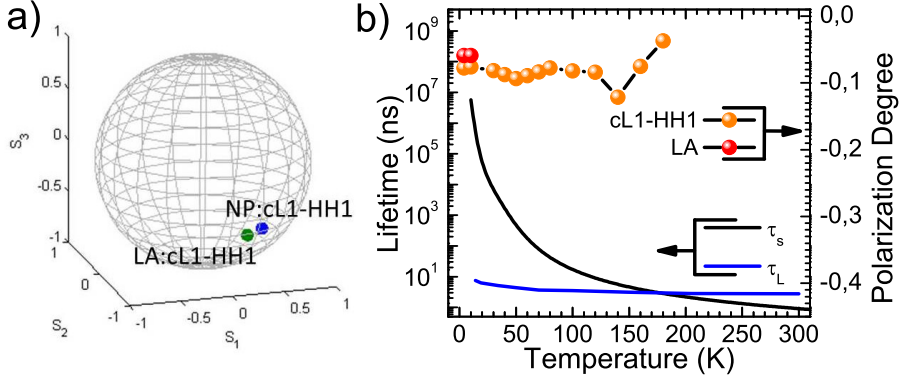 a)
1
0.5
0
-0.5
-1
S3
1
0
-1
S2
-1
-0.5
0
0.5
1
S1
NP:cL1-HH1
LA:cL1-HH1
b)
10^9
10^7
10^5
10^3
10^1
Lifetime (ns)
0,0
-0,1
-0,2
-0,3
-0,4
Polarization Degree
cL1-HH1
LA
τs
τL
0 50 100 150 200 250 300
Temperature (K)